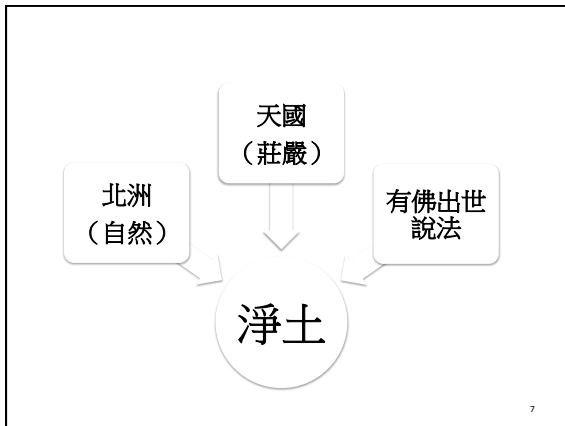 天國
（莊嚴）
北洲
（自然）
有佛出世
說法
淨土
7